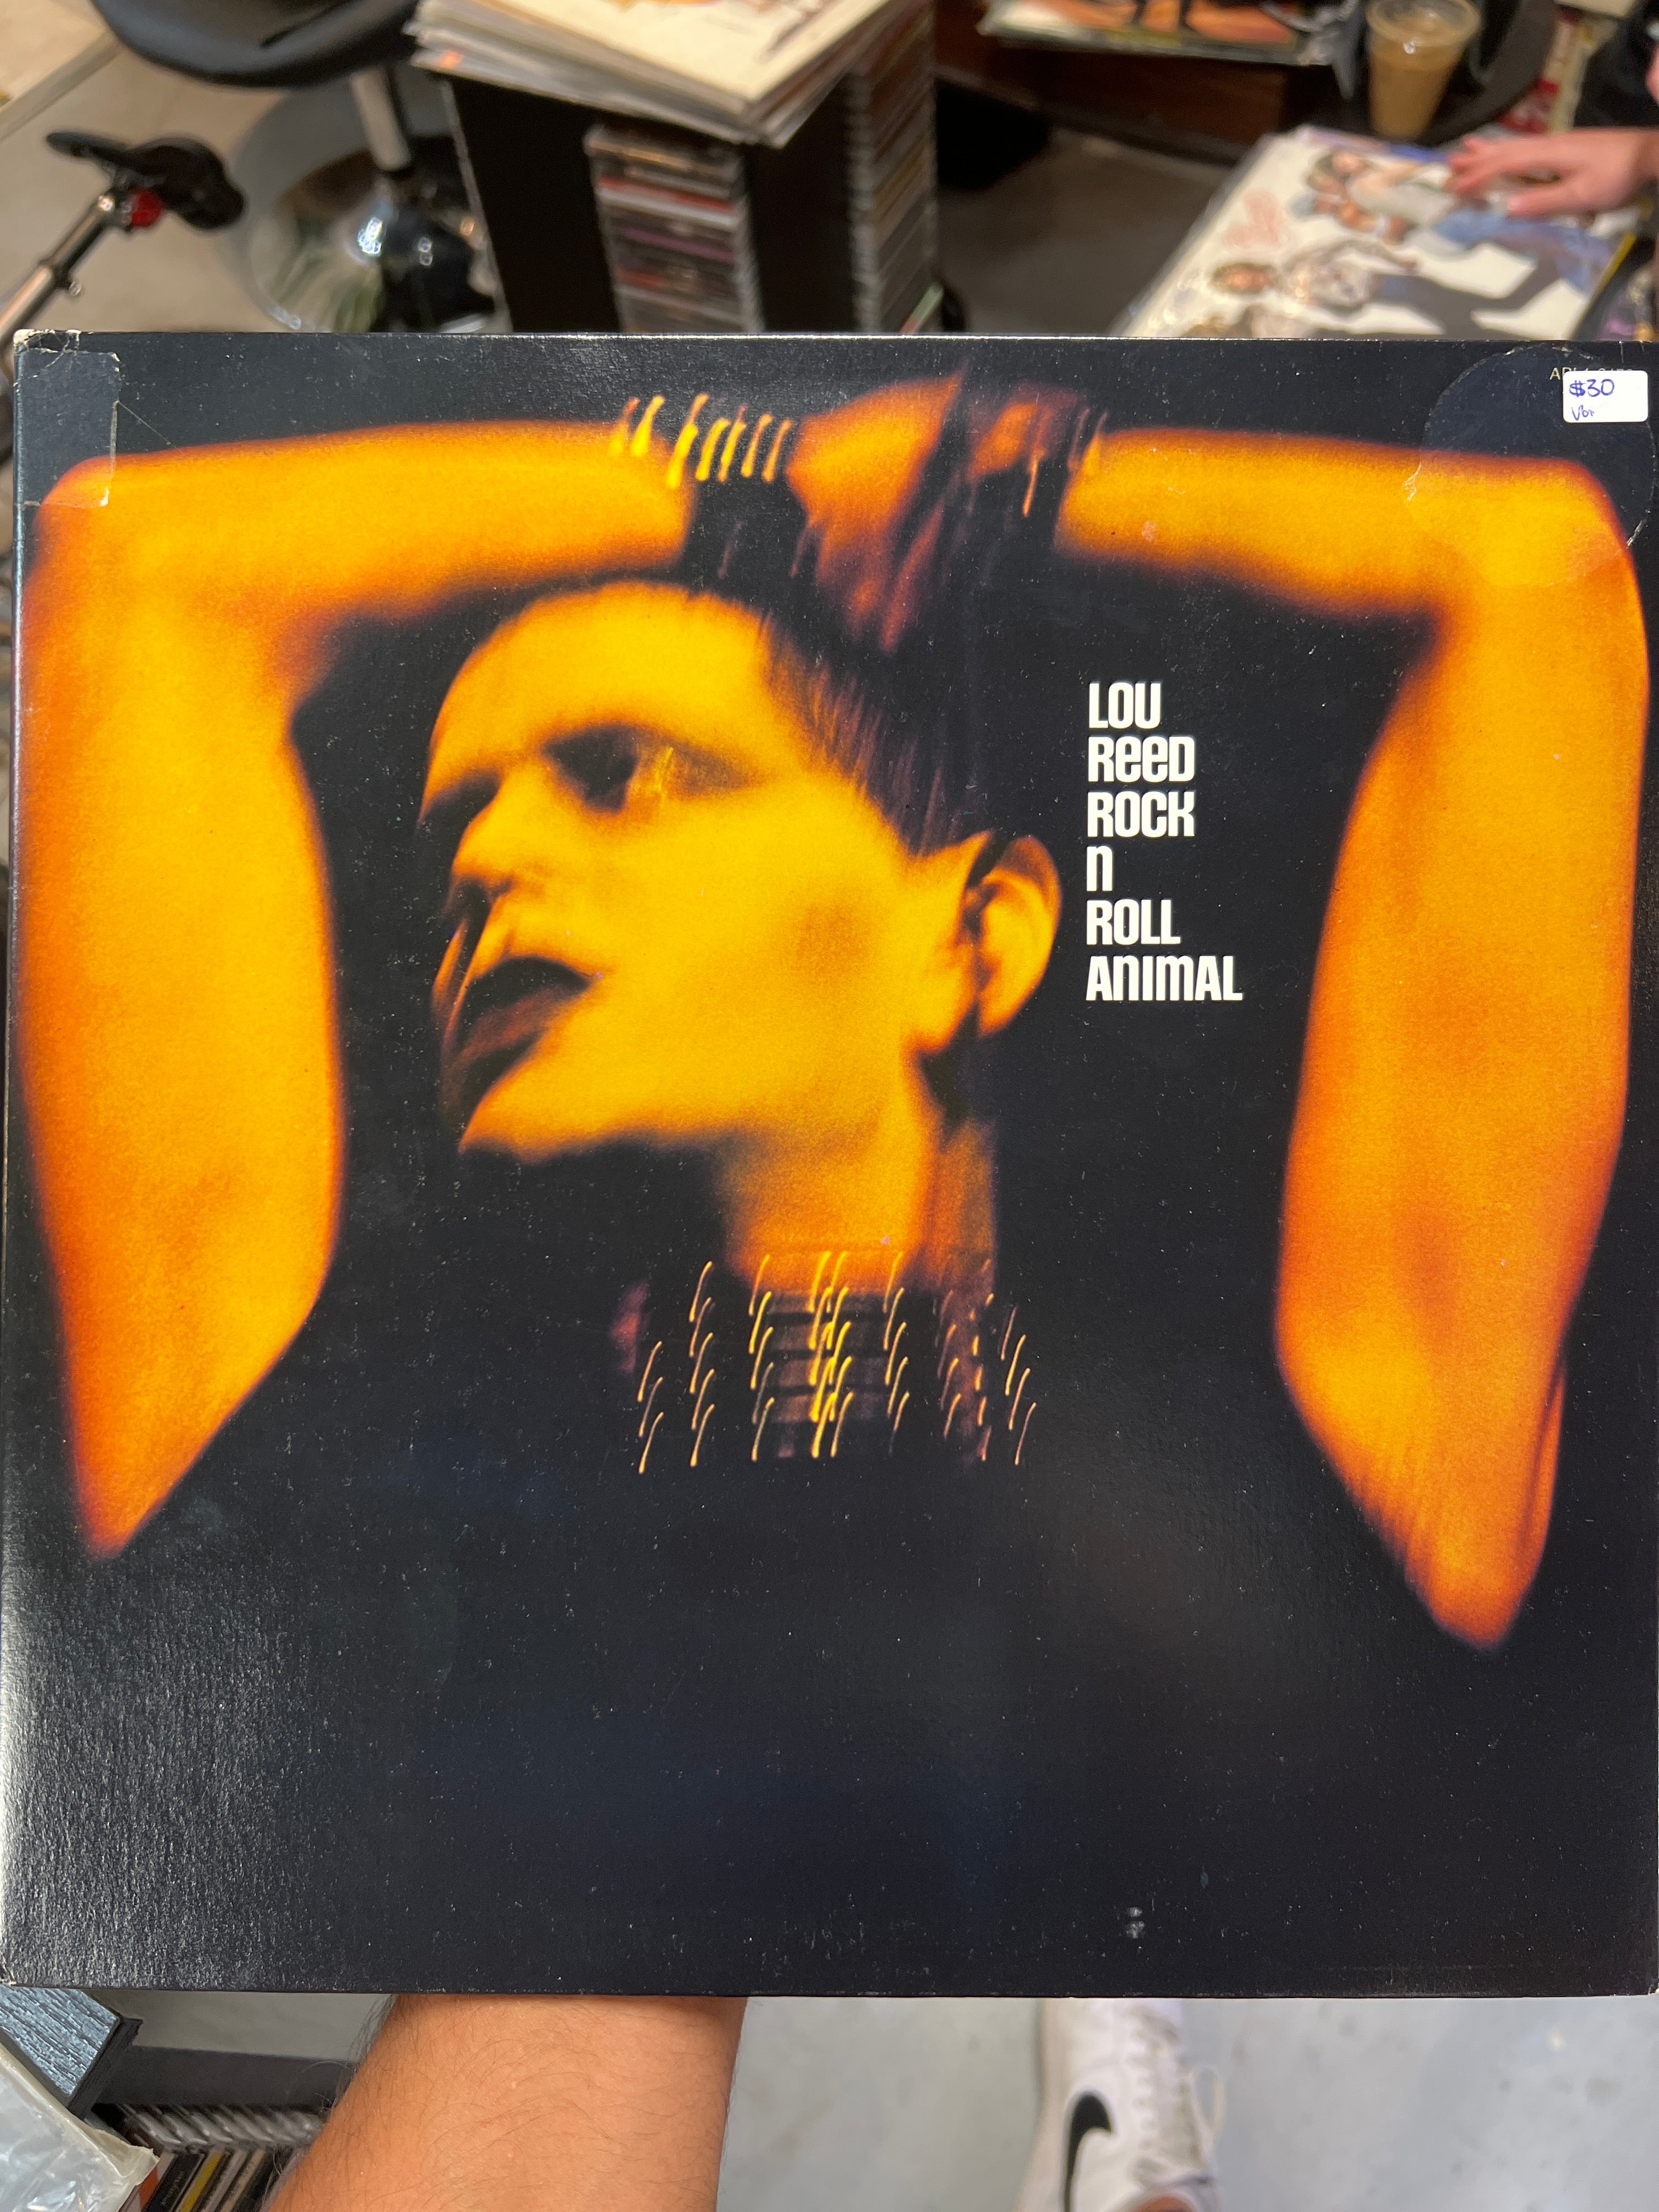 $30
LOU
REED
ROCK
N
ROLL
ANIMAL